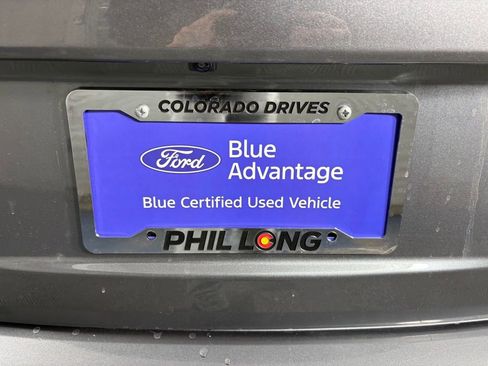 COLORADO DRIVES
Ford
Blue
Advantage
Blue Certified Used Vehicle
PHIL LONG